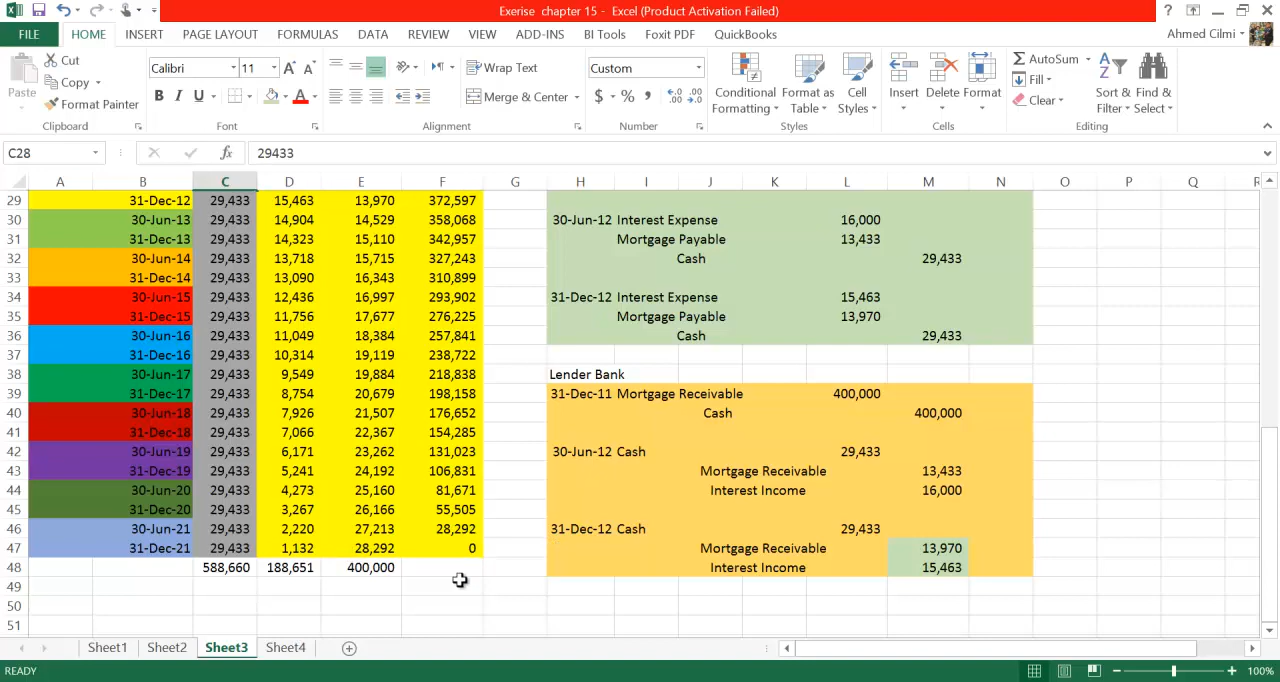 Exerise chapter 15 - Excel (Product Activation Failed)
?
FILE HOME INSERT PAGE LAYOUT FORMULAS DATA REVIEW VIEW ADD-INS BI Tools Foxit PDF QuickBooks Ahmed Cilmi
Paste Cut Copy Format Painter
Clipboard
Calibri 11 A A
B I U A
Font
Wrap Text
Merge & Center
Alignment
Custom
$ % , .00
Number
Conditional Formatting Format as Table Cell Styles
Styles
Insert Delete Format
Cells
AutoSum Fill Clear Sort & Filter Find & Select
Editing
C28 fx 29433
A B C D E F G H I J K L M N O P Q R
29 31-Dec-12 29,433 15,463 13,970 372,597
30 30-Jun-13 29,433 14,904 14,529 358,068 30-Jun-12 Interest Expense 16,000
31 31-Dec-13 29,433 14,323 15,110 342,957 Mortgage Payable 13,433
32 30-Jun-14 29,433 13,718 15,715 327,243 Cash 29,433
33 31-Dec-14 29,433 13,090 16,343 310,899
34 30-Jun-15 29,433 12,436 16,997 293,902 31-Dec-12 Interest Expense 15,463
35 31-Dec-15 29,433 11,756 17,677 276,225 Mortgage Payable 13,970
36 30-Jun-16 29,433 11,049 18,384 257,841 Cash 29,433
37 31-Dec-16 29,433 10,314 19,119 238,722
38 30-Jun-17 29,433 9,549 19,884 218,838 Lender Bank
39 31-Dec-17 29,433 8,754 20,679 198,158 31-Dec-11 Mortgage Receivable 400,000
40 30-Jun-18 29,433 7,926 21,507 176,652 Cash 400,000
41 31-Dec-18 29,433 7,066 22,367 154,285
42 30-Jun-19 29,433 6,171 23,262 131,023 30-Jun-12 Cash 29,433
43 31-Dec-19 29,433 5,241 24,192 106,831 Mortgage Receivable 13,433
44 30-Jun-20 29,433 4,273 25,160 81,671 Interest Income 16,000
45 31-Dec-20 29,433 3,267 26,166 55,505
46 30-Jun-21 29,433 2,220 27,213 28,292 31-Dec-12 Cash 29,433
47 31-Dec-21 29,433 1,132 28,292 0 Mortgage Receivable 13,970
48 588,660 188,651 400,000 Interest Income 15,463
49
50
51
Sheet1 Sheet2 Sheet3 Sheet4
READY 100%